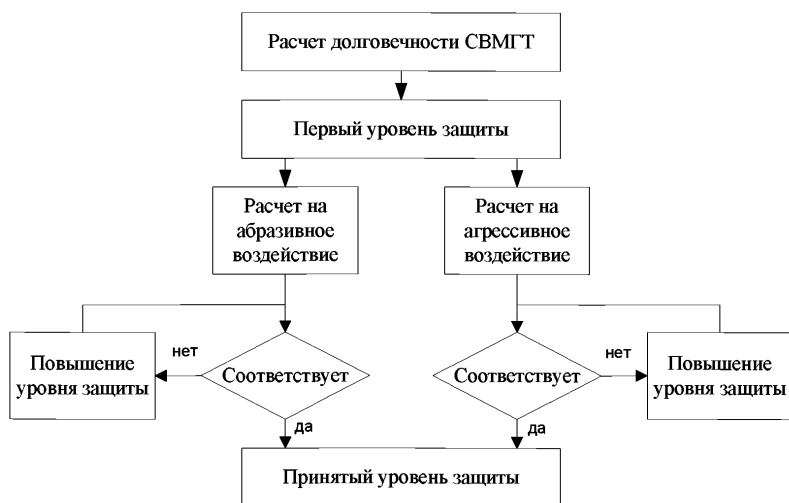 Расчет долговечности СВМГТ
Первый уровень защиты
Расчет на
абразивное
воздействие
Расчет на
агрессивное
воздействие
Повышение
уровня защиты
нет
Соответствует
Соответствует
нет
Повышение
уровня защиты
да
да
Принятый уровень защиты